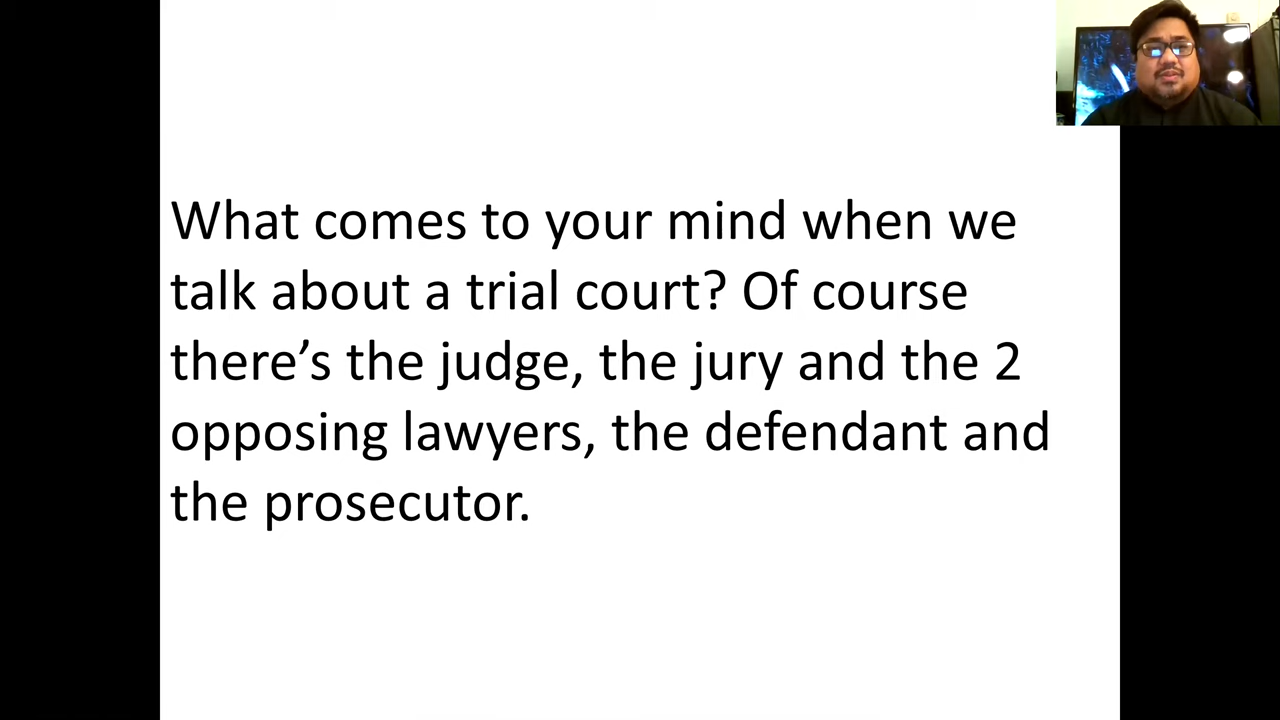 What comes to your mind when we
talk about a trial court? Of course
there’s the judge, the jury and the 2
opposing lawyers, the defendant and
the prosecutor.